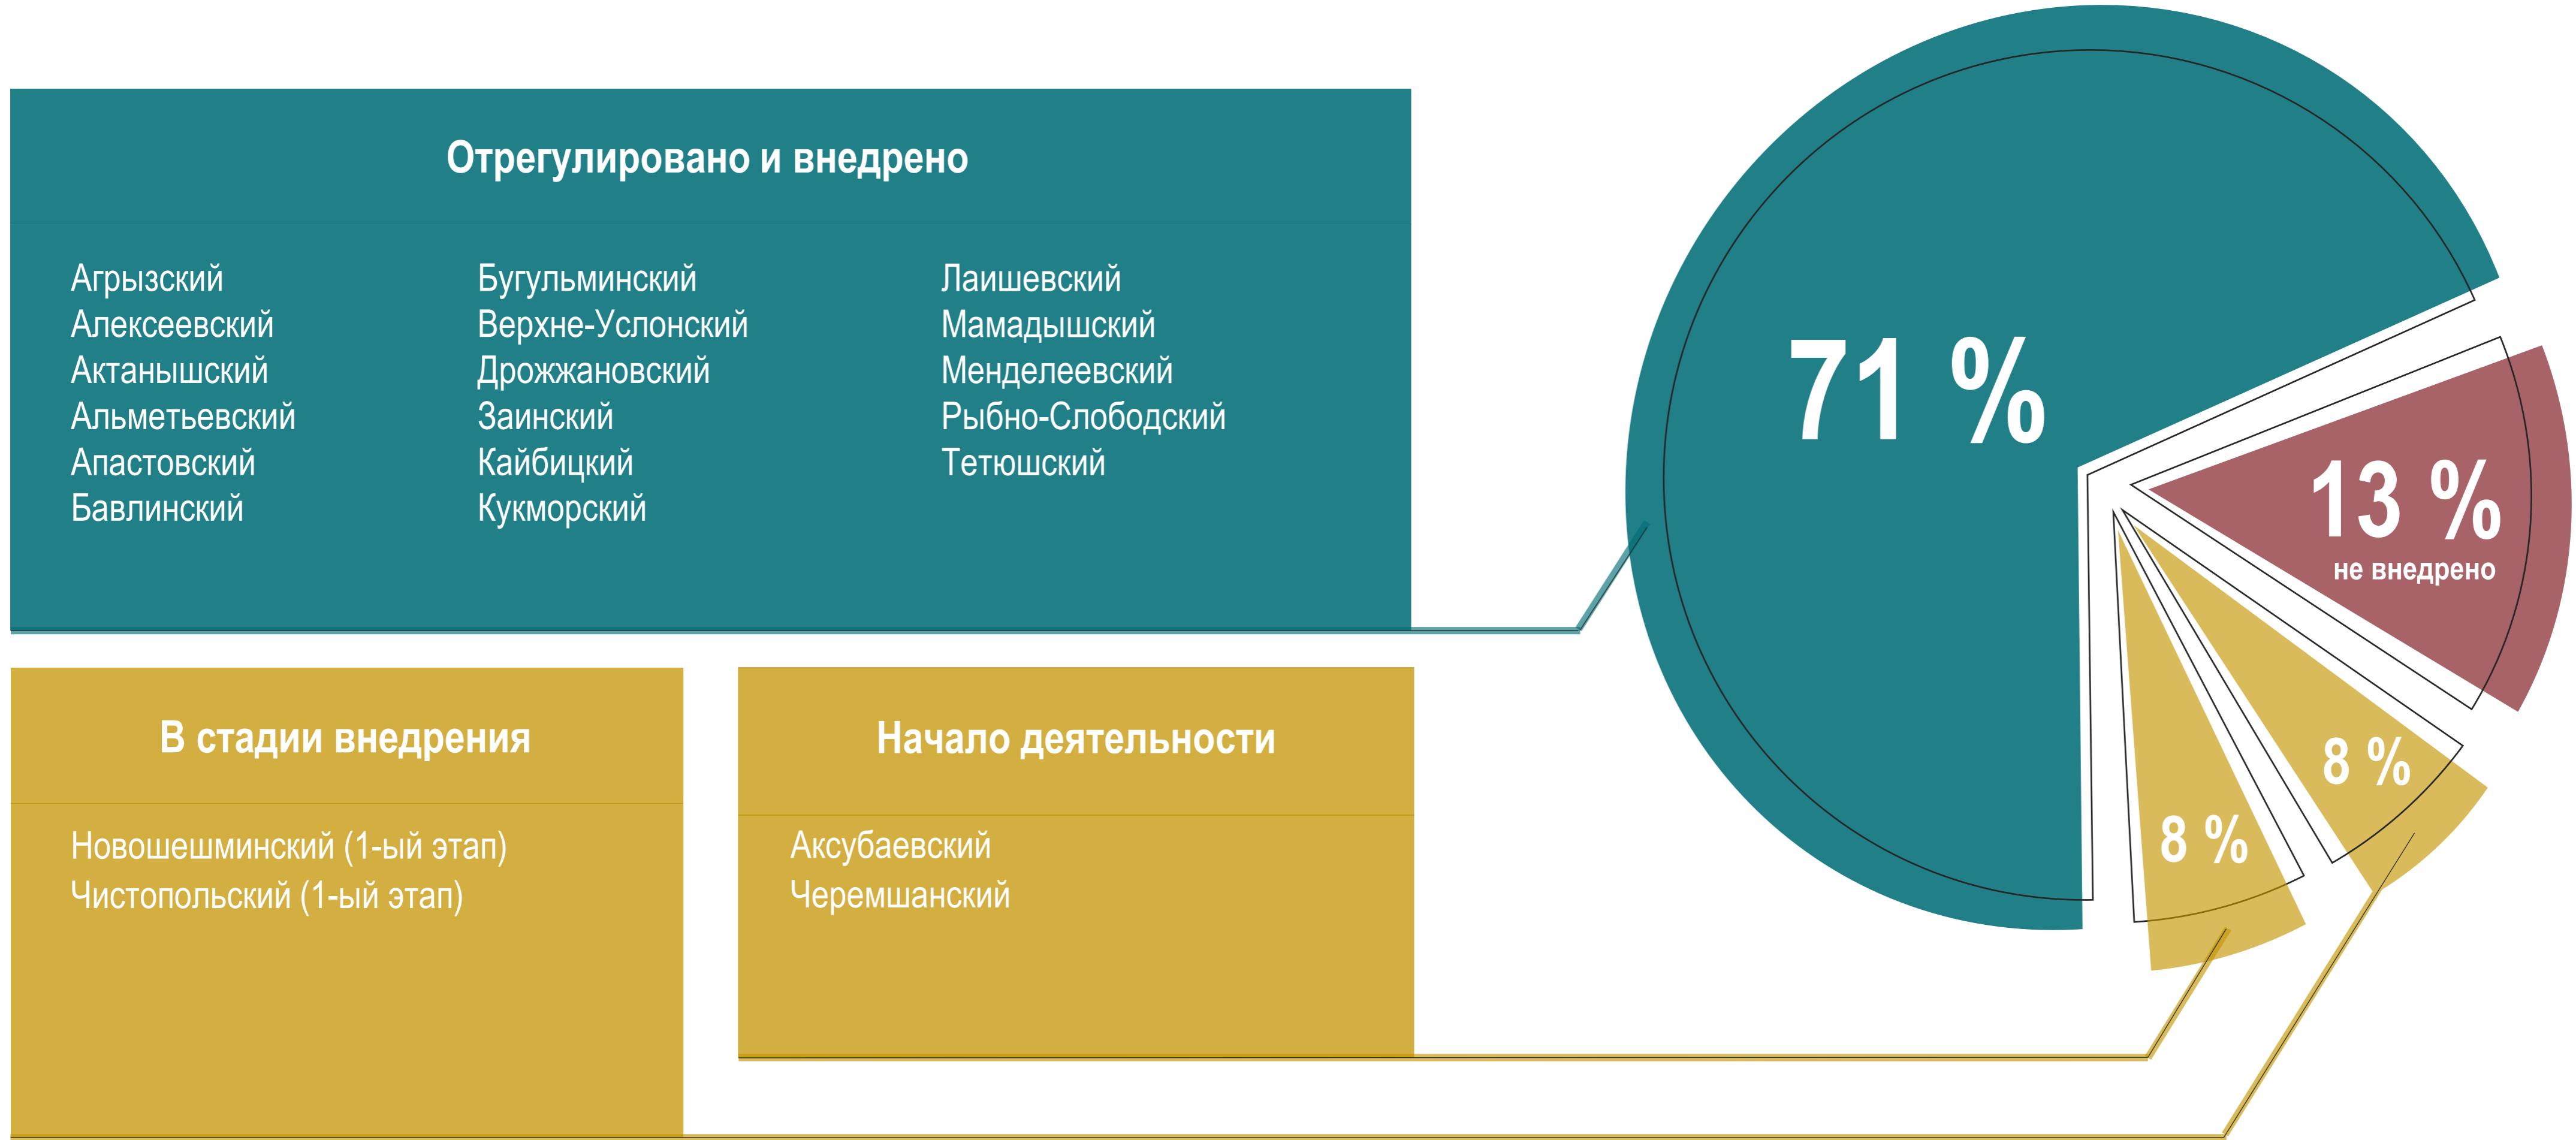 Отрегулировано и внедрено
Агрызский
Алексеевский
Актанышский
Альметьевский
Апастовский
Бавлинский
Бугульминский
Верхне-Услонский
Дрожжановский
Заинский
Кайбицкий
Кукморский
Лаишевский
Мамадышский
Менделеевский
Рыбно-Слободский
Тетюшский
71 %
13 %
не внедрено
8 %
8 %
В стадии внедрения
Новошешминский (1-ый этап)
Чистопольский (1-ый этап)
Начало деятельности
Аксубаевский
Черемшанский